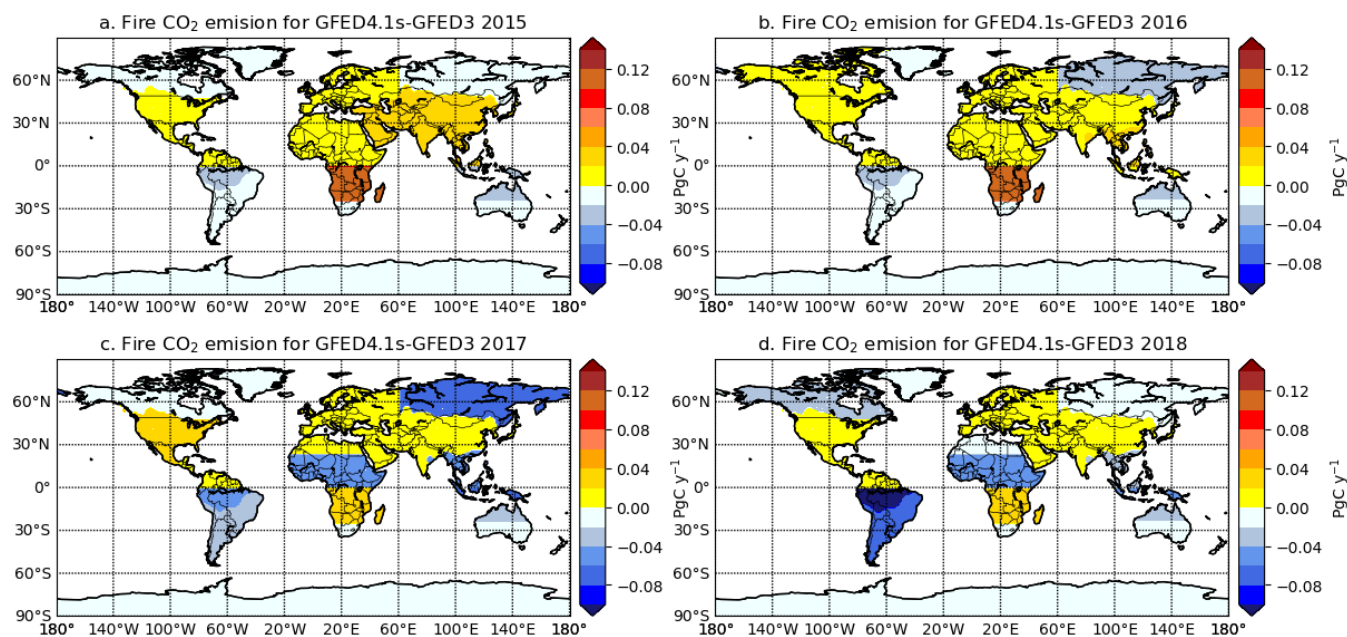 a. Fire CO₂ emision for GFED4.1s-GFED3 2015
60°N
30°N
0°
30°S
60°S
90°S
180° 140°W 100°W 60°W 20°W 20°E 60°E 100°E 140°E 180°
0.12
0.08
0.04
0.00
−0.04
−0.08
PgC y⁻¹
b. Fire CO₂ emision for GFED4.1s-GFED3 2016
60°N
30°N
0°
30°S
60°S
90°S
180° 140°W 100°W 60°W 20°W 20°E 60°E 100°E 140°E 180°
0.12
0.08
0.04
0.00
−0.04
−0.08
PgC y⁻¹
c. Fire CO₂ emision for GFED4.1s-GFED3 2017
60°N
30°N
0°
30°S
60°S
90°S
180° 140°W 100°W 60°W 20°W 20°E 60°E 100°E 140°E 180°
0.12
0.08
0.04
0.00
−0.04
−0.08
PgC y⁻¹
d. Fire CO₂ emision for GFED4.1s-GFED3 2018
60°N
30°N
0°
30°S
60°S
90°S
180° 140°W 100°W 60°W 20°W 20°E 60°E 100°E 140°E 180°
0.12
0.08
0.04
0.00
−0.04
−0.08
PgC y⁻¹